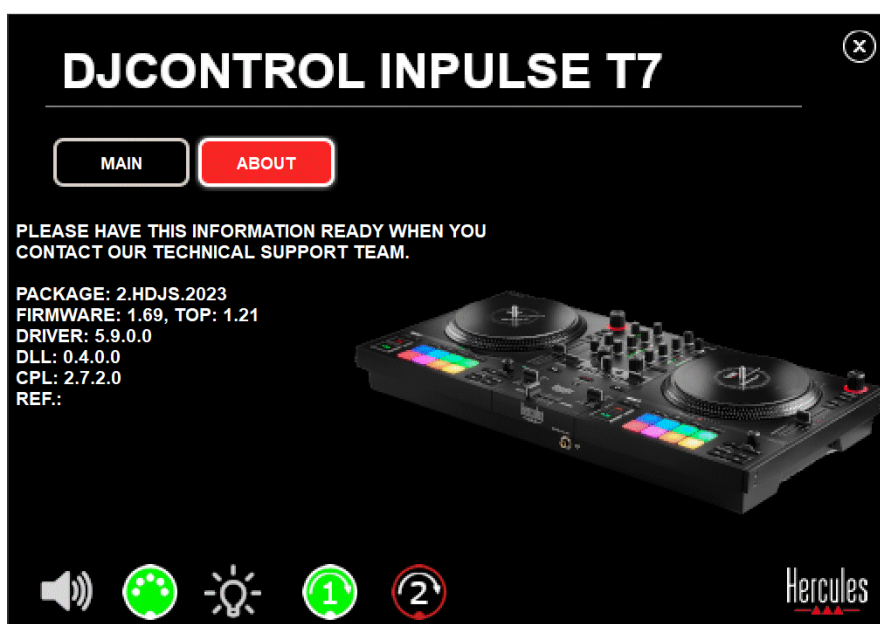 DJCONTROL INPULSE T7
MAIN
ABOUT
PLEASE HAVE THIS INFORMATION READY WHEN YOU
CONTACT OUR TECHNICAL SUPPORT TEAM.
PACKAGE: 2.HDJS.2023
FIRMWARE: 1.69, TOP: 1.21
DRIVER: 5.9.0.0
DLL: 0.4.0.0
CPL: 2.7.2.0
REF.:
1
2
Hercules